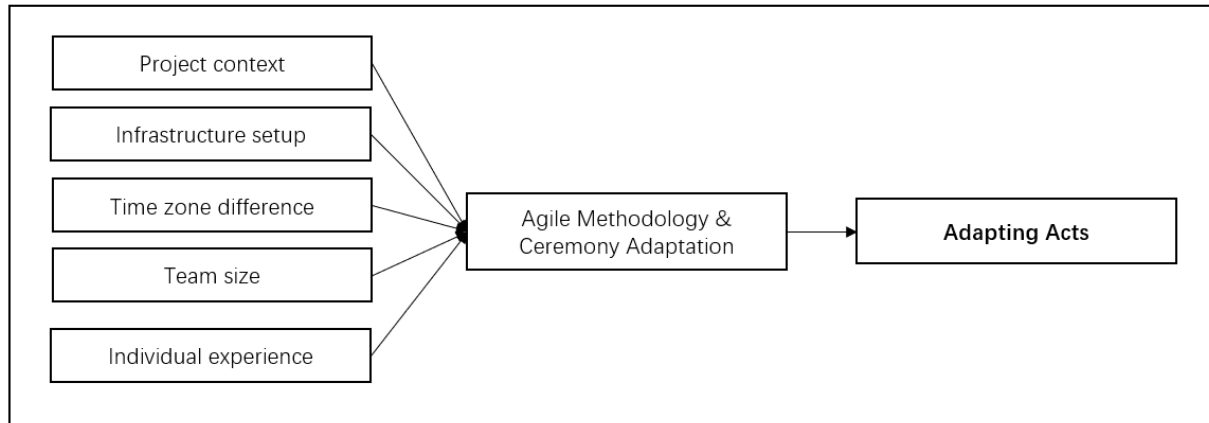 Project context
Infrastructure setup
Time zone difference
Team size
Individual experience
Agile Methodology &
Ceremony Adaptation
Adapting Acts